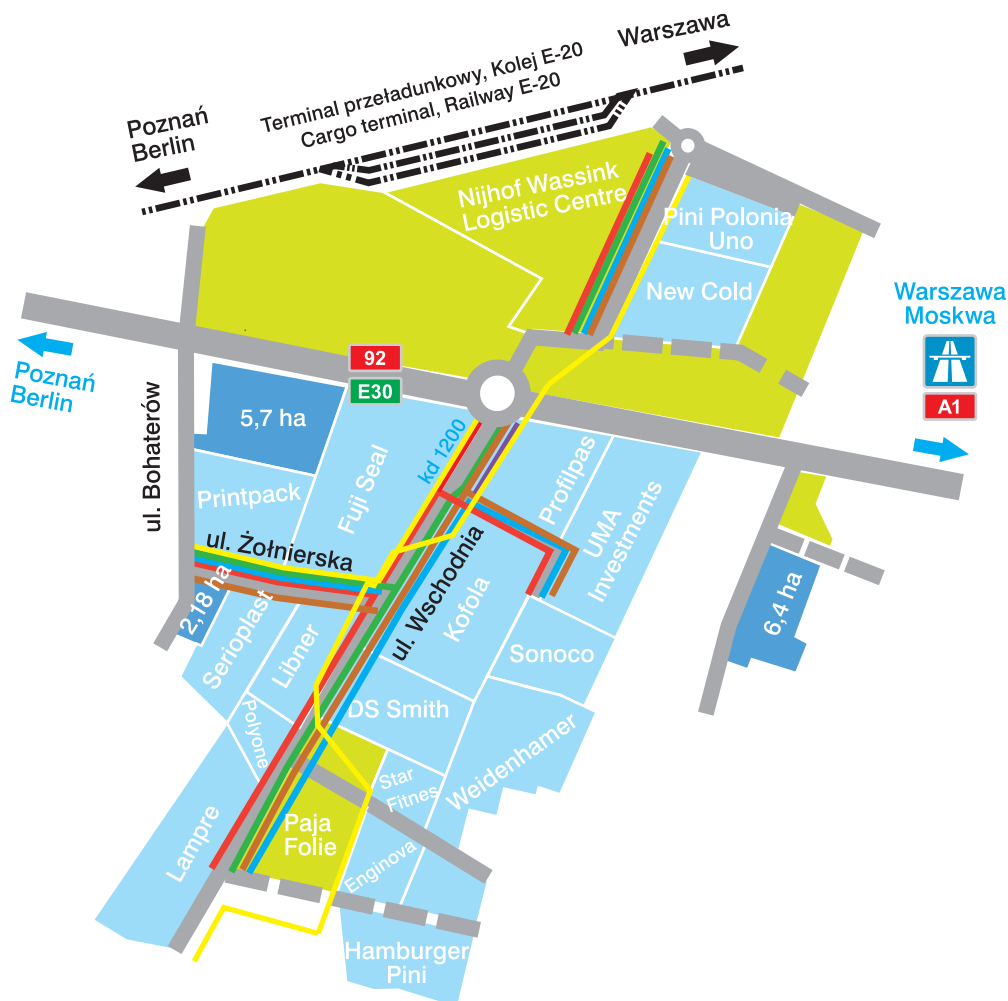 Warszawa
Terminal przeładunkowy, Kolej E-20
Cargo terminal, Railway E-20
Poznań
Berlin
Nijhof Wassink
Logistic Centre
Pini Polonia
Uno
New Cold
Warszawa
Moskwa
A1
92
E30
Poznań
Berlin
ul. Bohaterów
5,7 ha
Printpack
Fuji Seal
kd 1200
Profilpas
UMA
Investments
ul. Żołnierska
ul. Wschodnia
2,18 ha
Serioplast
Libner
Kofola
Sonoco
6,4 ha
Polyone
DS Smith
Weidenhamer
Star
Fitnes
Lampre
Paja
Folie
Enginova
Hamburger
Pini